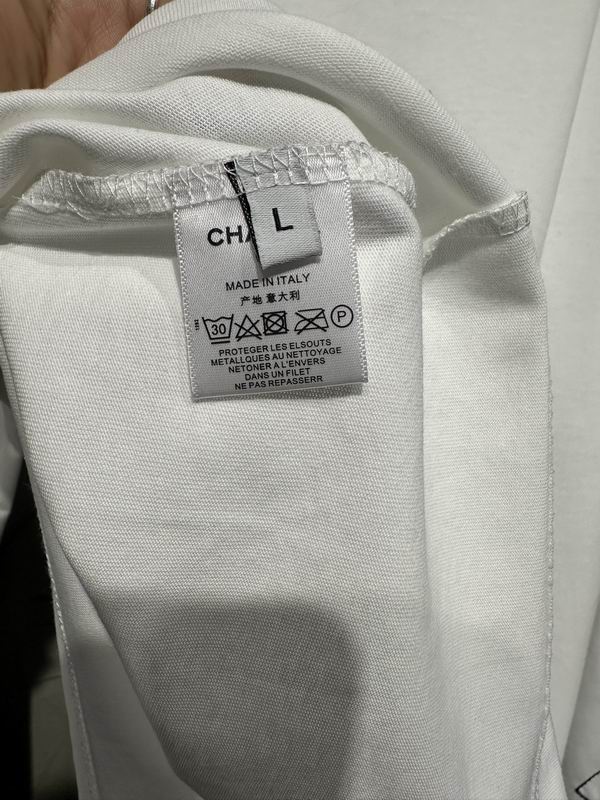 CHA
L
MADE IN ITALY
产地 意大利
30 P
PROTEGER LES ELSOUTS
METALLIQUES AU NETTOYAGE
NETONER À L'ENVERS
DANS UN FILET
NE PAS REPASSERR